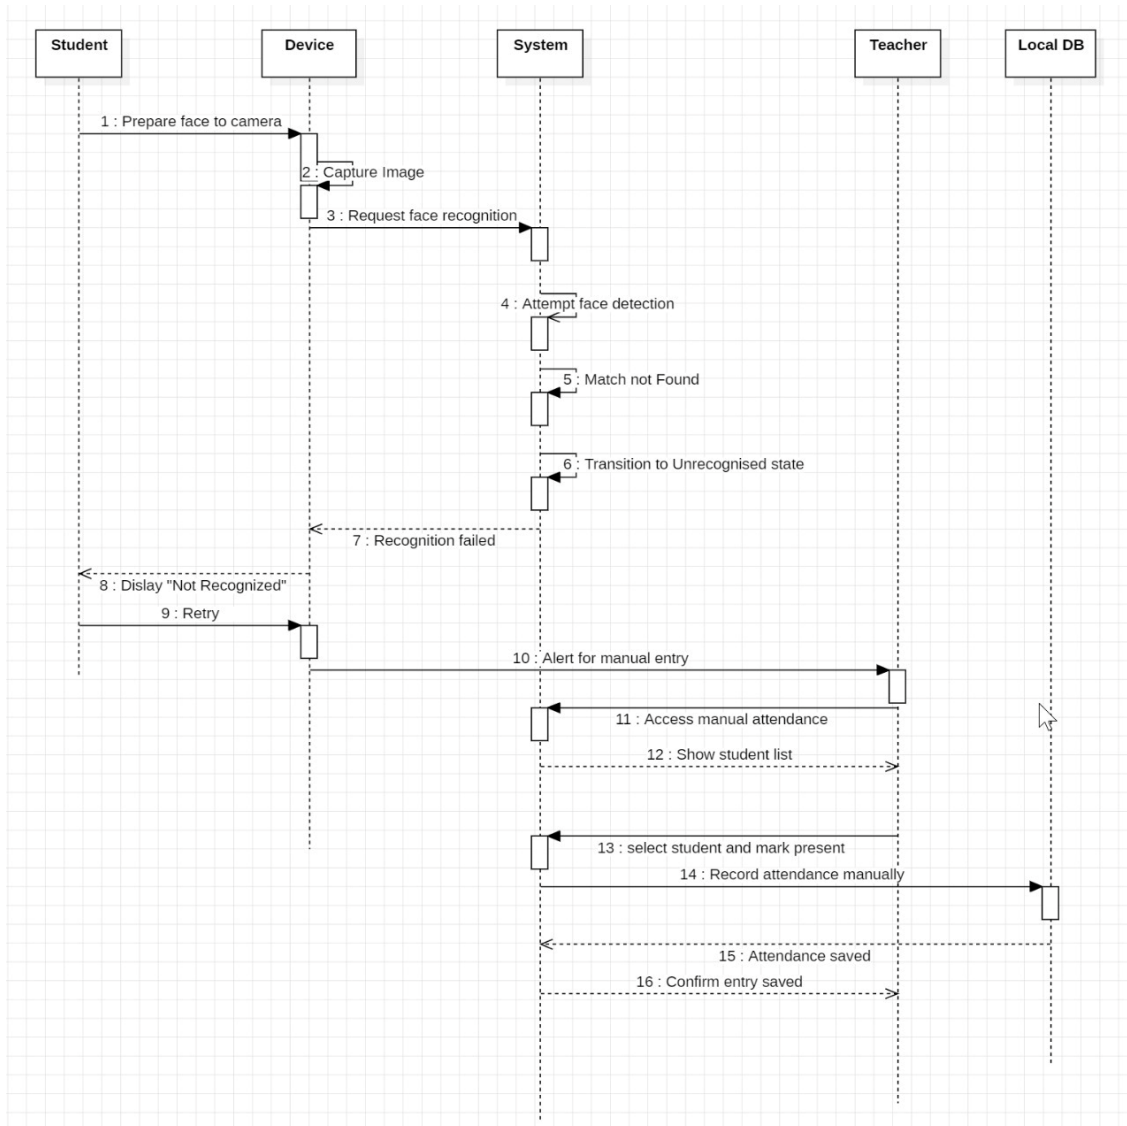 Student
Device
System
Teacher
Local DB
1 : Prepare face to camera
2 : Capture Image
3 : Request face recognition
4 : Attempt face detection
5 : Match not Found
6 : Transition to Unrecognised state
7 : Recognition failed
8 : Dislay "Not Recognized"
9 : Retry
10 : Alert for manual entry
11 : Access manual attendance
12 : Show student list
13 : select student and mark present
14 : Record attendance manually
15 : Attendance saved
16 : Confirm entry saved